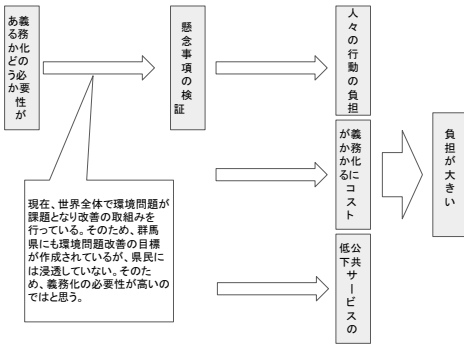 義務化の必要性が
あるかどうか
懸念事項の検
証
人々の行動の負担
義務化にコスト
がかかる
公共サービスの
低下
負担が大きい
現在、世界全体で環境問題が
課題となり改善の取組みを
行っている。そのため、群馬
県にも環境問題改善の目標
が作成されているが、県民に
は浸透していない。そのた
め、義務化の必要性が高いの
ではと思う。